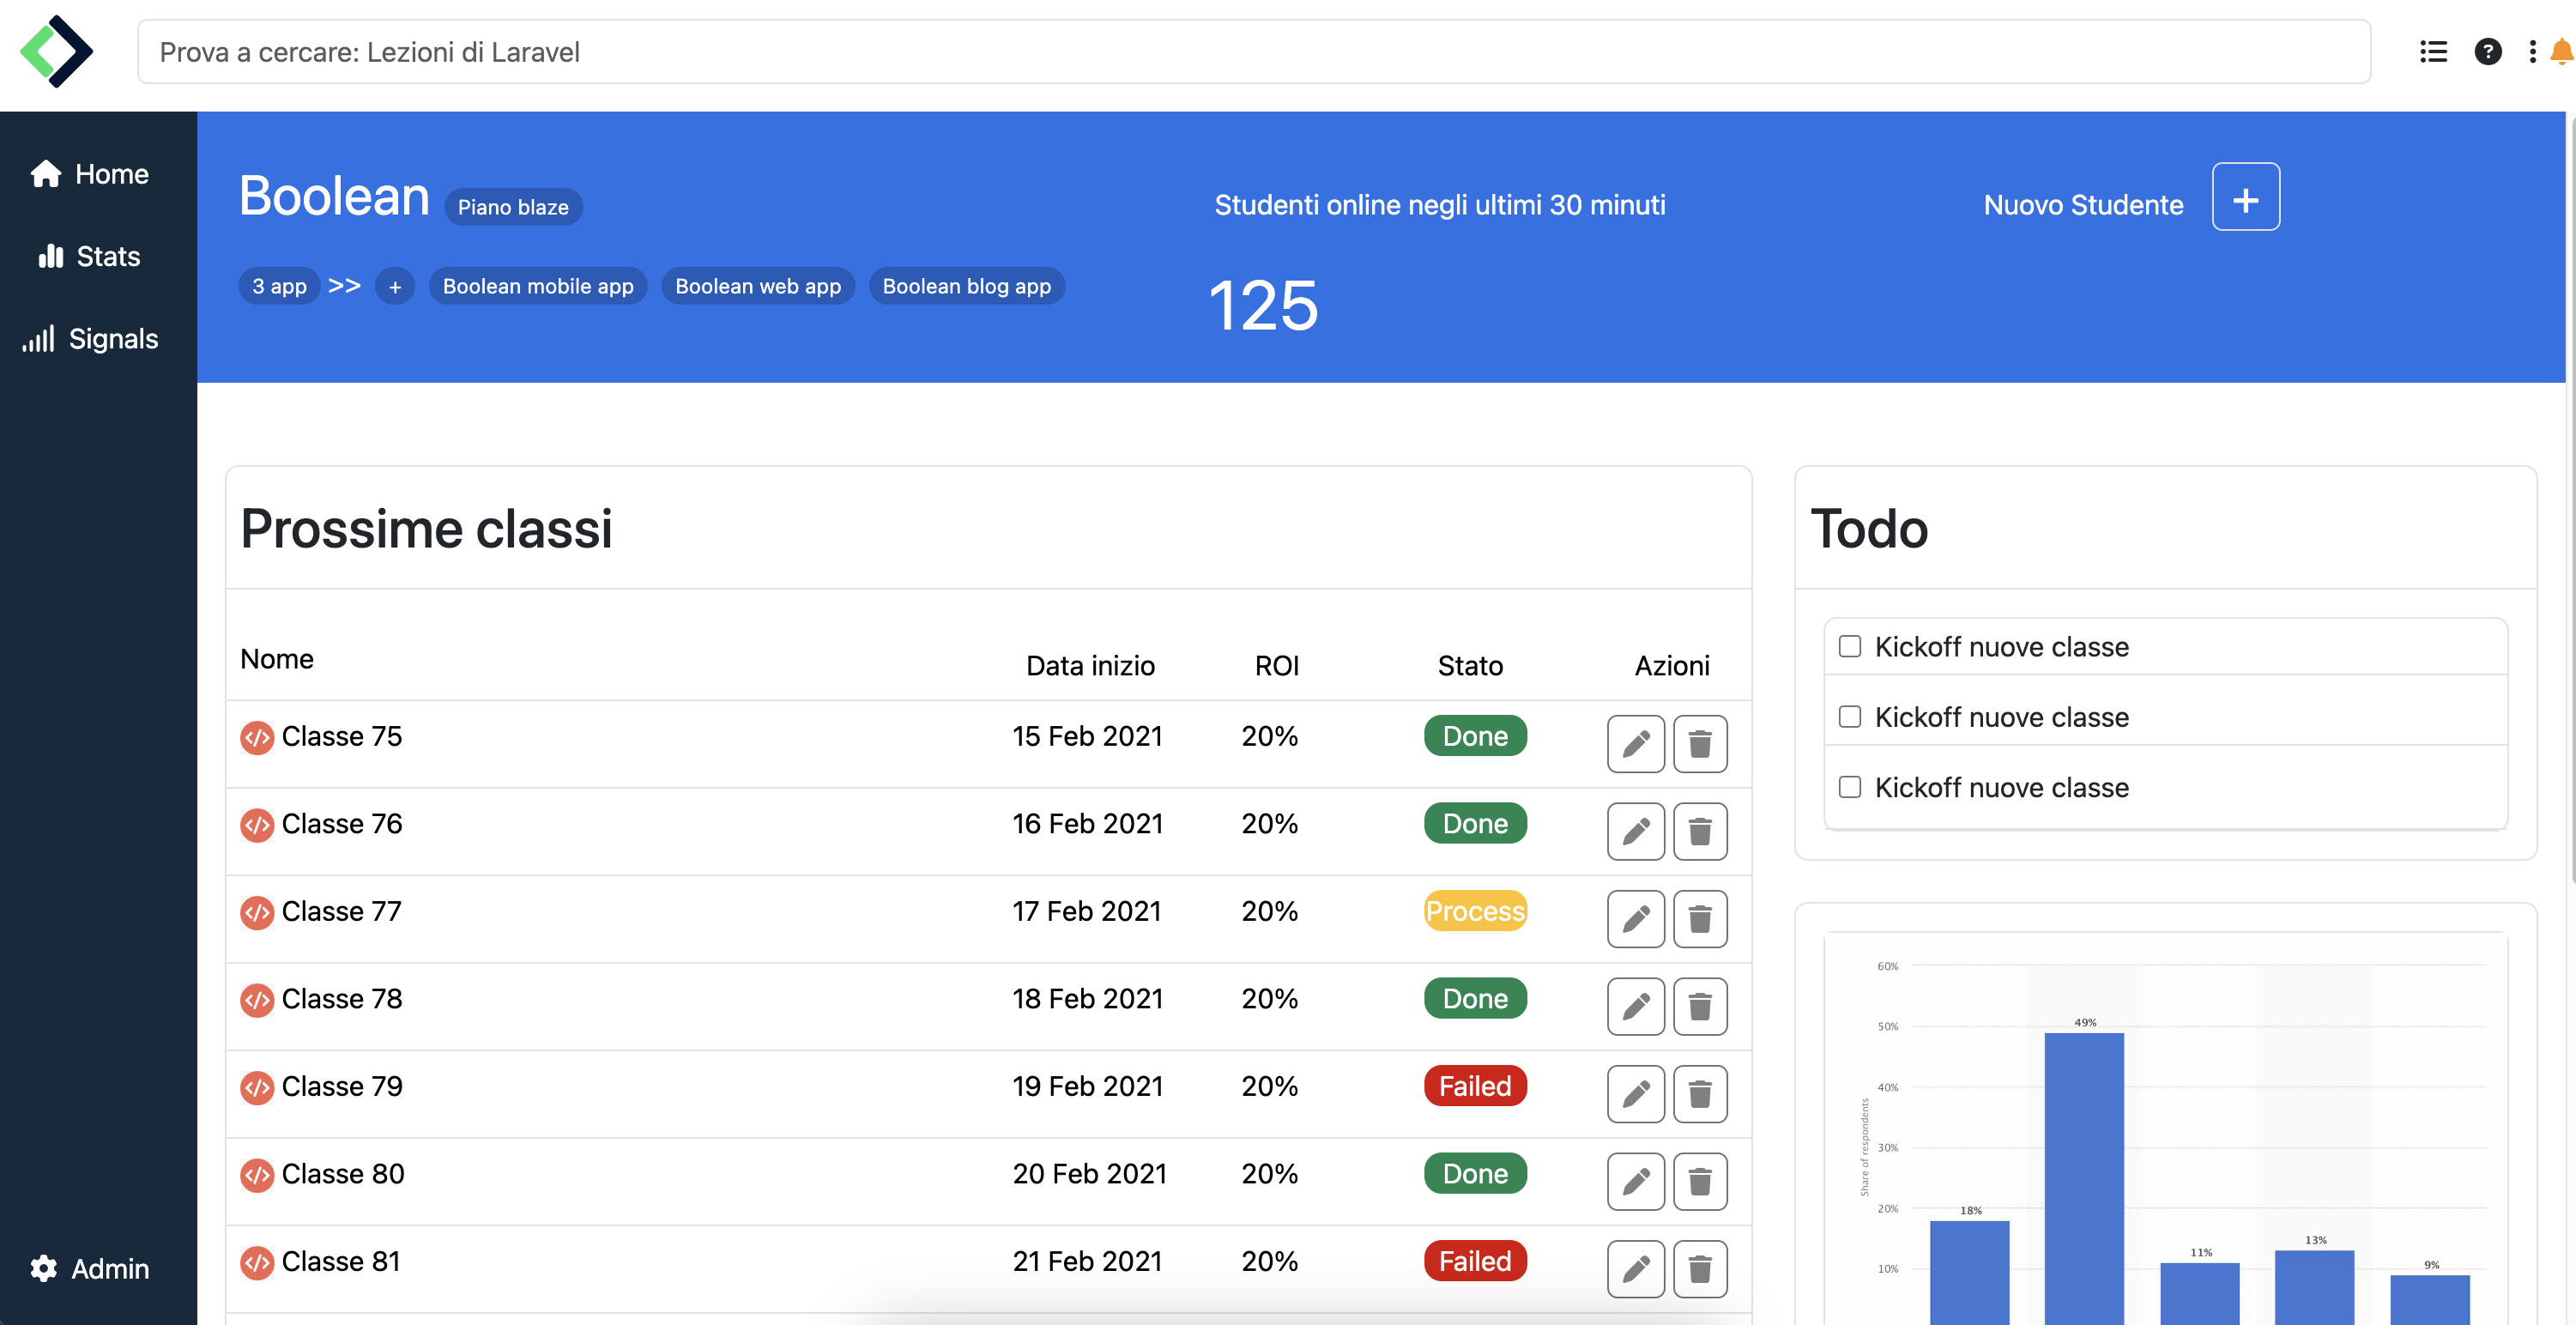 Prova a cercare: Lezioni di Laravel
Home
Stats
Signals
Admin
Boolean Piano blaze
3 app >> + Boolean mobile app Boolean web app Boolean blog app
Studenti online negli ultimi 30 minuti
125
Nuovo Studente +
Prossime classi
Nome Data inizio ROI Stato Azioni
Classe 75 15 Feb 2021 20% Done
Classe 76 16 Feb 2021 20% Done
Classe 77 17 Feb 2021 20% Process
Classe 78 18 Feb 2021 20% Done
Classe 79 19 Feb 2021 20% Failed
Classe 80 20 Feb 2021 20% Done
Classe 81 21 Feb 2021 20% Failed
Todo
Kickoff nuove classe
Kickoff nuove classe
Kickoff nuove classe
Share of respondents
60%
50%
40%
30%
20%
10%
18%
49%
11%
13%
9%